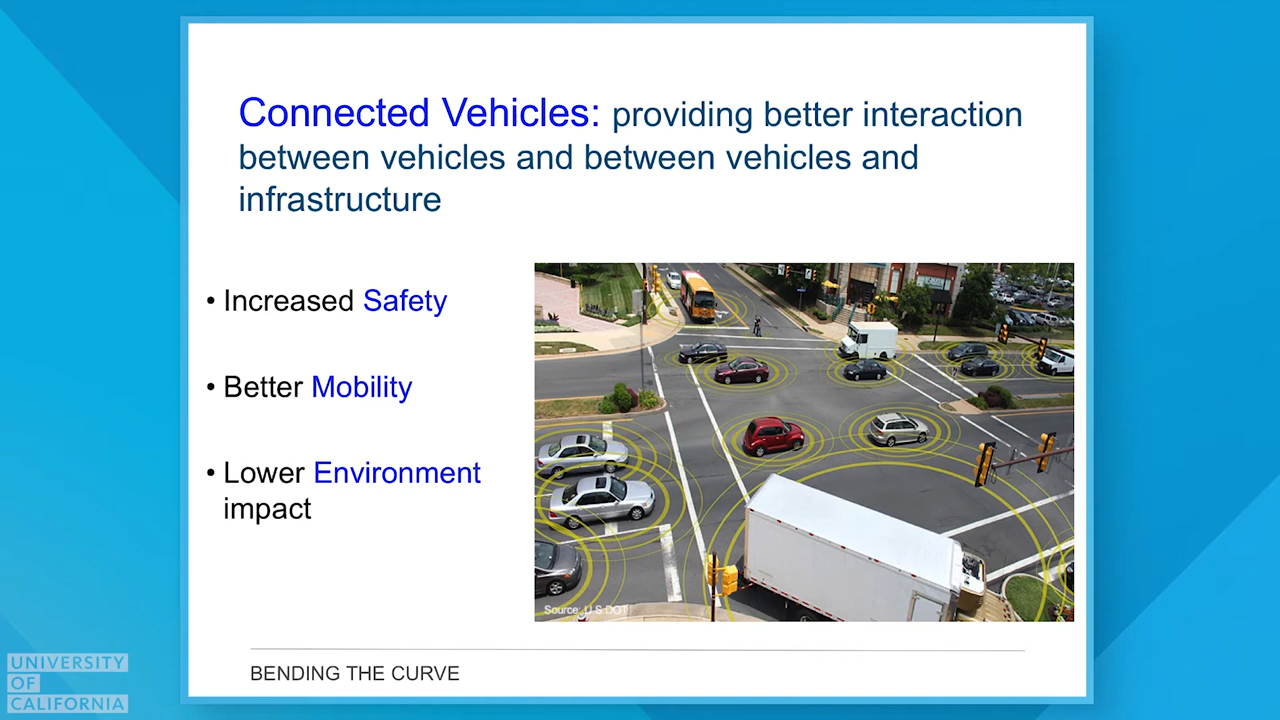 Connected Vehicles: providing better interaction
between vehicles and between vehicles and
infrastructure
• Increased Safety
• Better Mobility
• Lower Environment
impact
Source: U.S.DOT
BENDING THE CURVE
UNIVERSITY
OF
CALIFORNIA